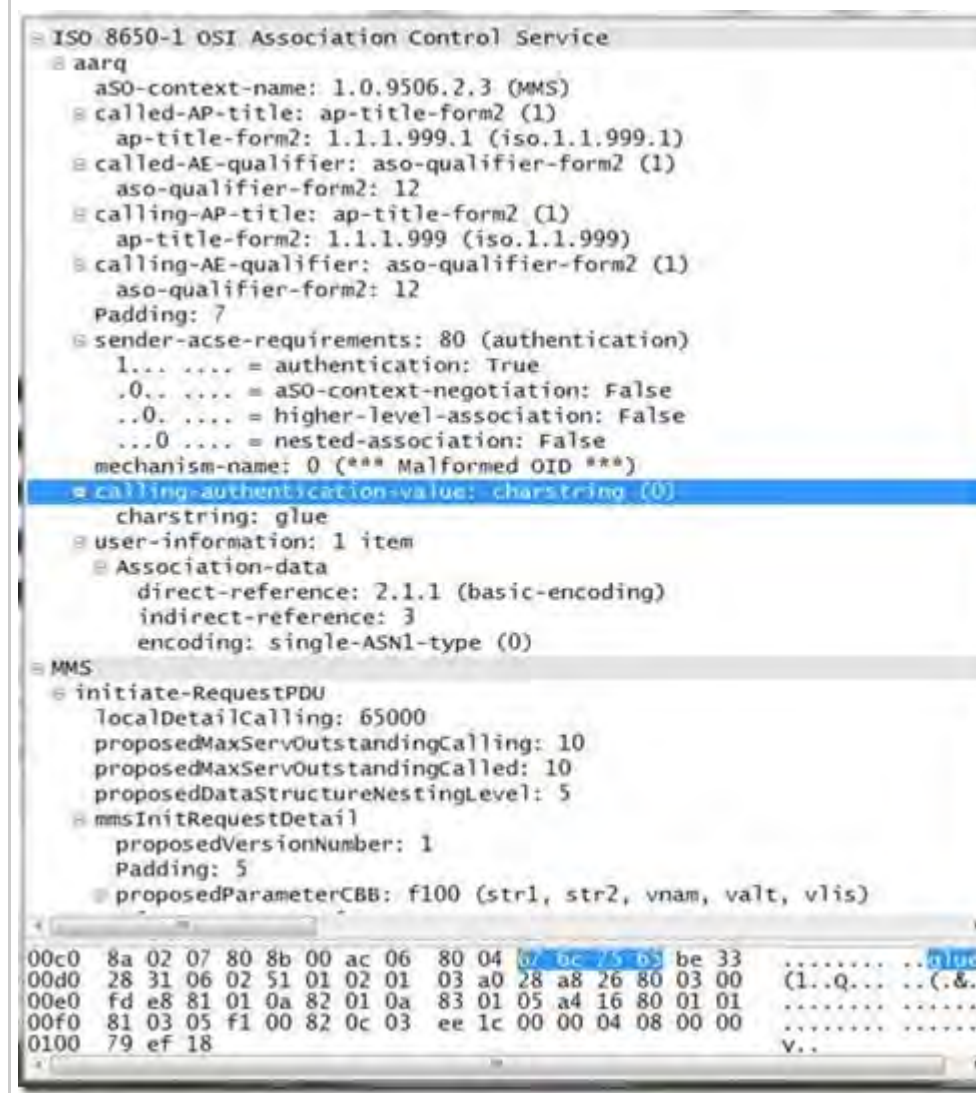 ISO 8650-1 OSI Association Control Service
aarq
aSO-context-name: 1.0.9506.2.3 (MMS)
called-AP-title: ap-title-form2 (1)
ap-title-form2: 1.1.1.999.1 (iso.1.1.999.1)
called-AE-qualifier: aso-qualifier-form2 (1)
aso-qualifier-form2: 12
calling-AP-title: ap-title-form2 (1)
ap-title-form2: 1.1.1.999 (iso.1.1.999)
calling-AE-qualifier: aso-qualifier-form2 (1)
aso-qualifier-form2: 12
Padding: 7
sender-acse-requirements: 80 (authentication)
1... .... = authentication: True
.0.. .... = aSO-context-negotiation: False
..0. .... = higher-level-association: False
...0 .... = nested-association: False
mechanism-name: 0 (*** Malformed OID ***)
calling-authentication-value: charstring (0)
charstring: glue
user-information: 1 item
Association-data
direct-reference: 2.1.1 (basic-encoding)
indirect-reference: 3
encoding: single-ASN1-type (0)
MMS
initiate-RequestPDU
localDetailCalling: 65000
proposedMaxServOutstandingCalling: 10
proposedMaxServOutstandingCalled: 10
proposedDataStructureNestingLevel: 5
mmsInitRequestDetail
proposedVersionNumber: 1
Padding: 5
proposedParameterCBB: f100 (str1, str2, vnam, valt, vlis)
00c0 8a 02 07 80 8b 00 ac 06 80 04 67 6c 75 65 be 33 ........ ..glue
00d0 28 31 06 02 51 01 02 01 03 a0 28 a8 26 80 03 00 (1..Q... ..(.&.
00e0 fd e8 81 01 0a 82 01 0a 83 01 05 a4 16 80 01 01 ........ ......
00f0 81 03 05 f1 00 82 0c 03 ee 1c 00 00 04 08 00 00 ........ ......
0100 79 ef 18 y..